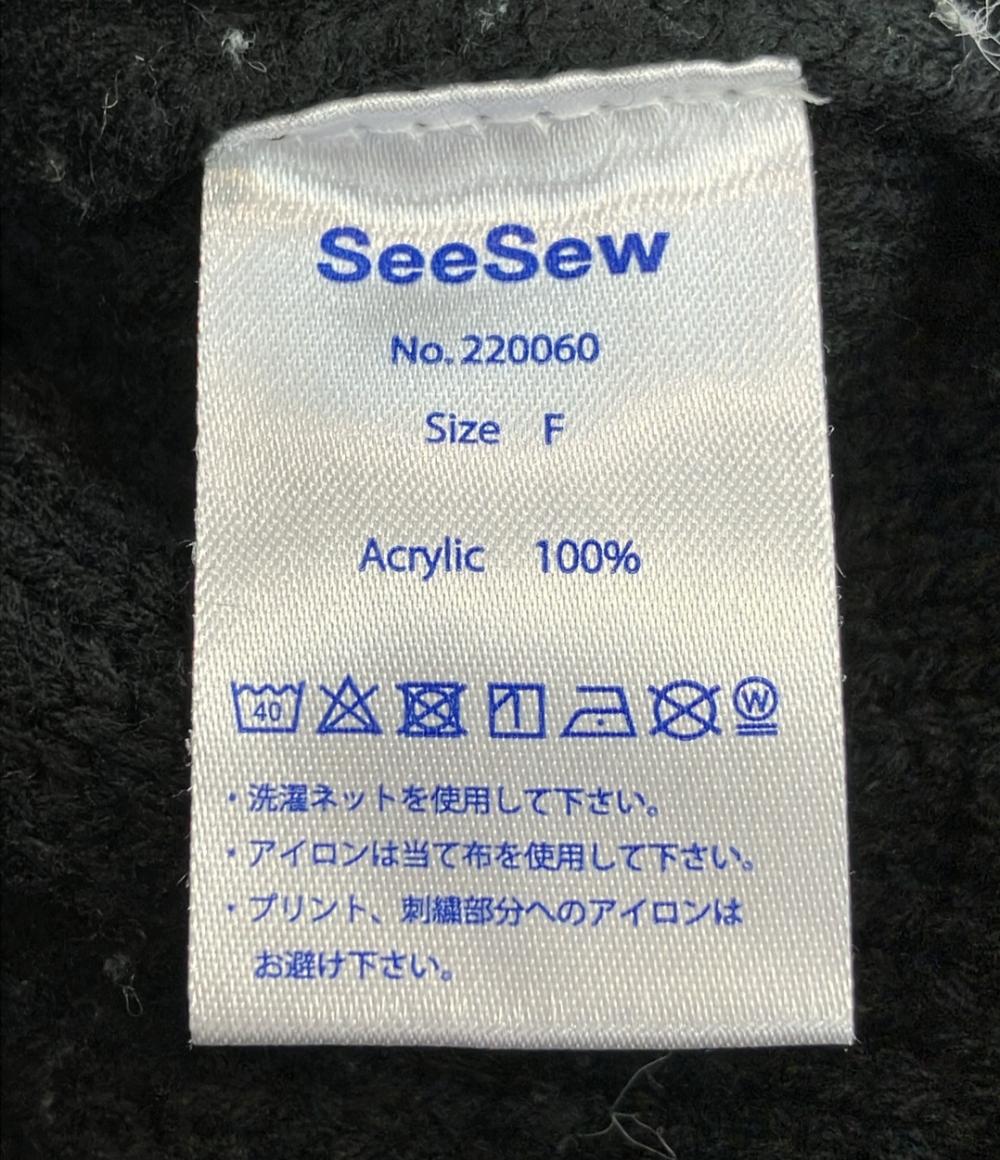 SeeSew
No. 220060
Size F
Acrylic 100%
40 W
・洗濯ネットを使用して下さい。
・アイロンは当て布を使用して下さい。
・プリント、刺繍部分へのアイロンは
お避け下さい。